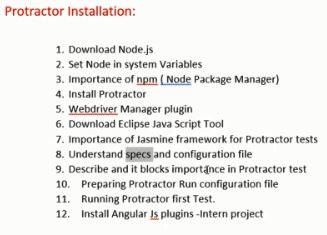 Protractor Installation:
1. Download Node.js
2. Set Node in system Variables
3. Importance of npm ( Node Package Manager)
4. Install Protractor
5. Webdriver Manager plugin
6. Download Eclipse Java Script Tool
7. Importance of Jasmine framework for Protractor tests
8. Understand specs and configuration file
9. Describe and it blocks importance in Protractor test
10. Preparing Protractor Run configuration file
11. Running Protractor first Test.
12. Install Angular Js plugins -Intern project